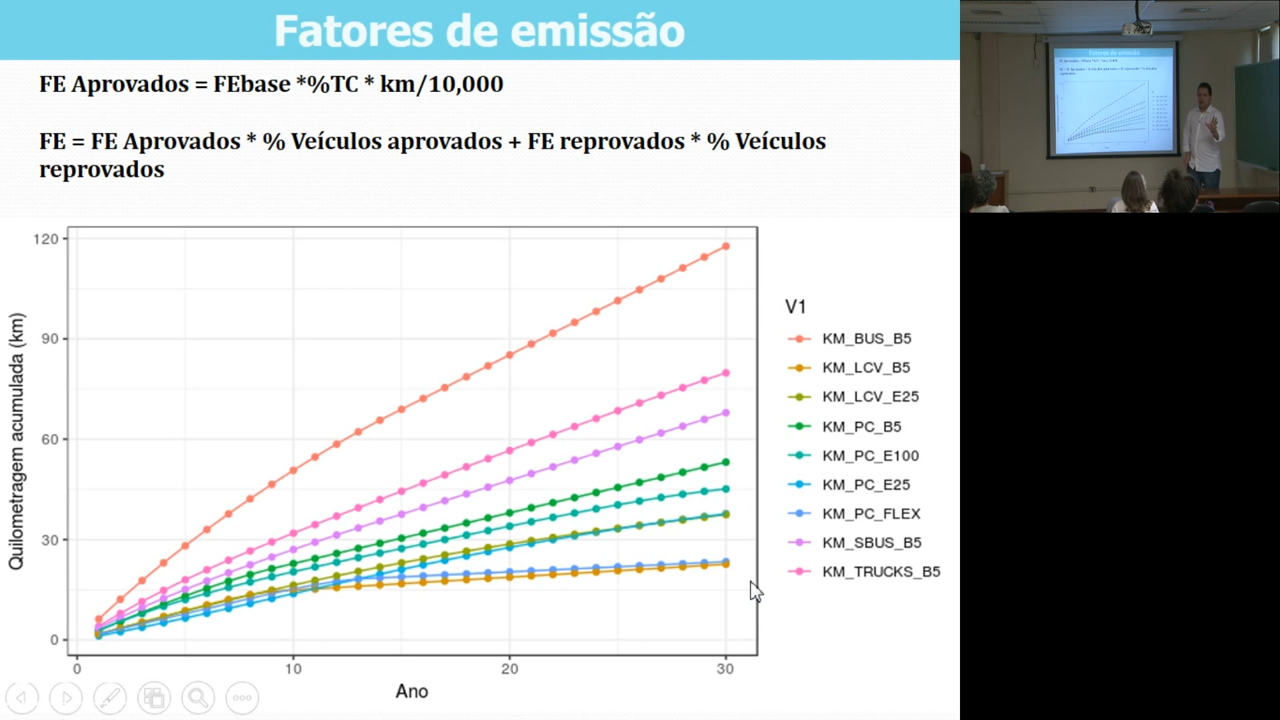 Fatores de emissão
FE Aprovados = FEbase *%TC * km/10,000
FE = FE Aprovados * % Veículos aprovados + FE reprovados * % Veículos
reprovados
120
90
60
30
0
0
10
20
30
Quilometragem acumulada (km)
Ano
V1
KM_BUS_B5
KM_LCV_B5
KM_LCV_E25
KM_PC_B5
KM_PC_E100
KM_PC_E25
KM_PC_FLEX
KM_SBUS_B5
KM_TRUCKS_B5
Fatores de emissão